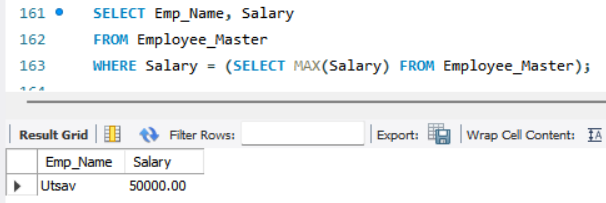 161 SELECT Emp_Name, Salary
162 FROM Employee_Master
163 WHERE Salary = (SELECT MAX(Salary) FROM Employee_Master);
Result Grid Filter Rows: Export: Wrap Cell Content: IA
Emp_Name Salary
Utsav 50000.00